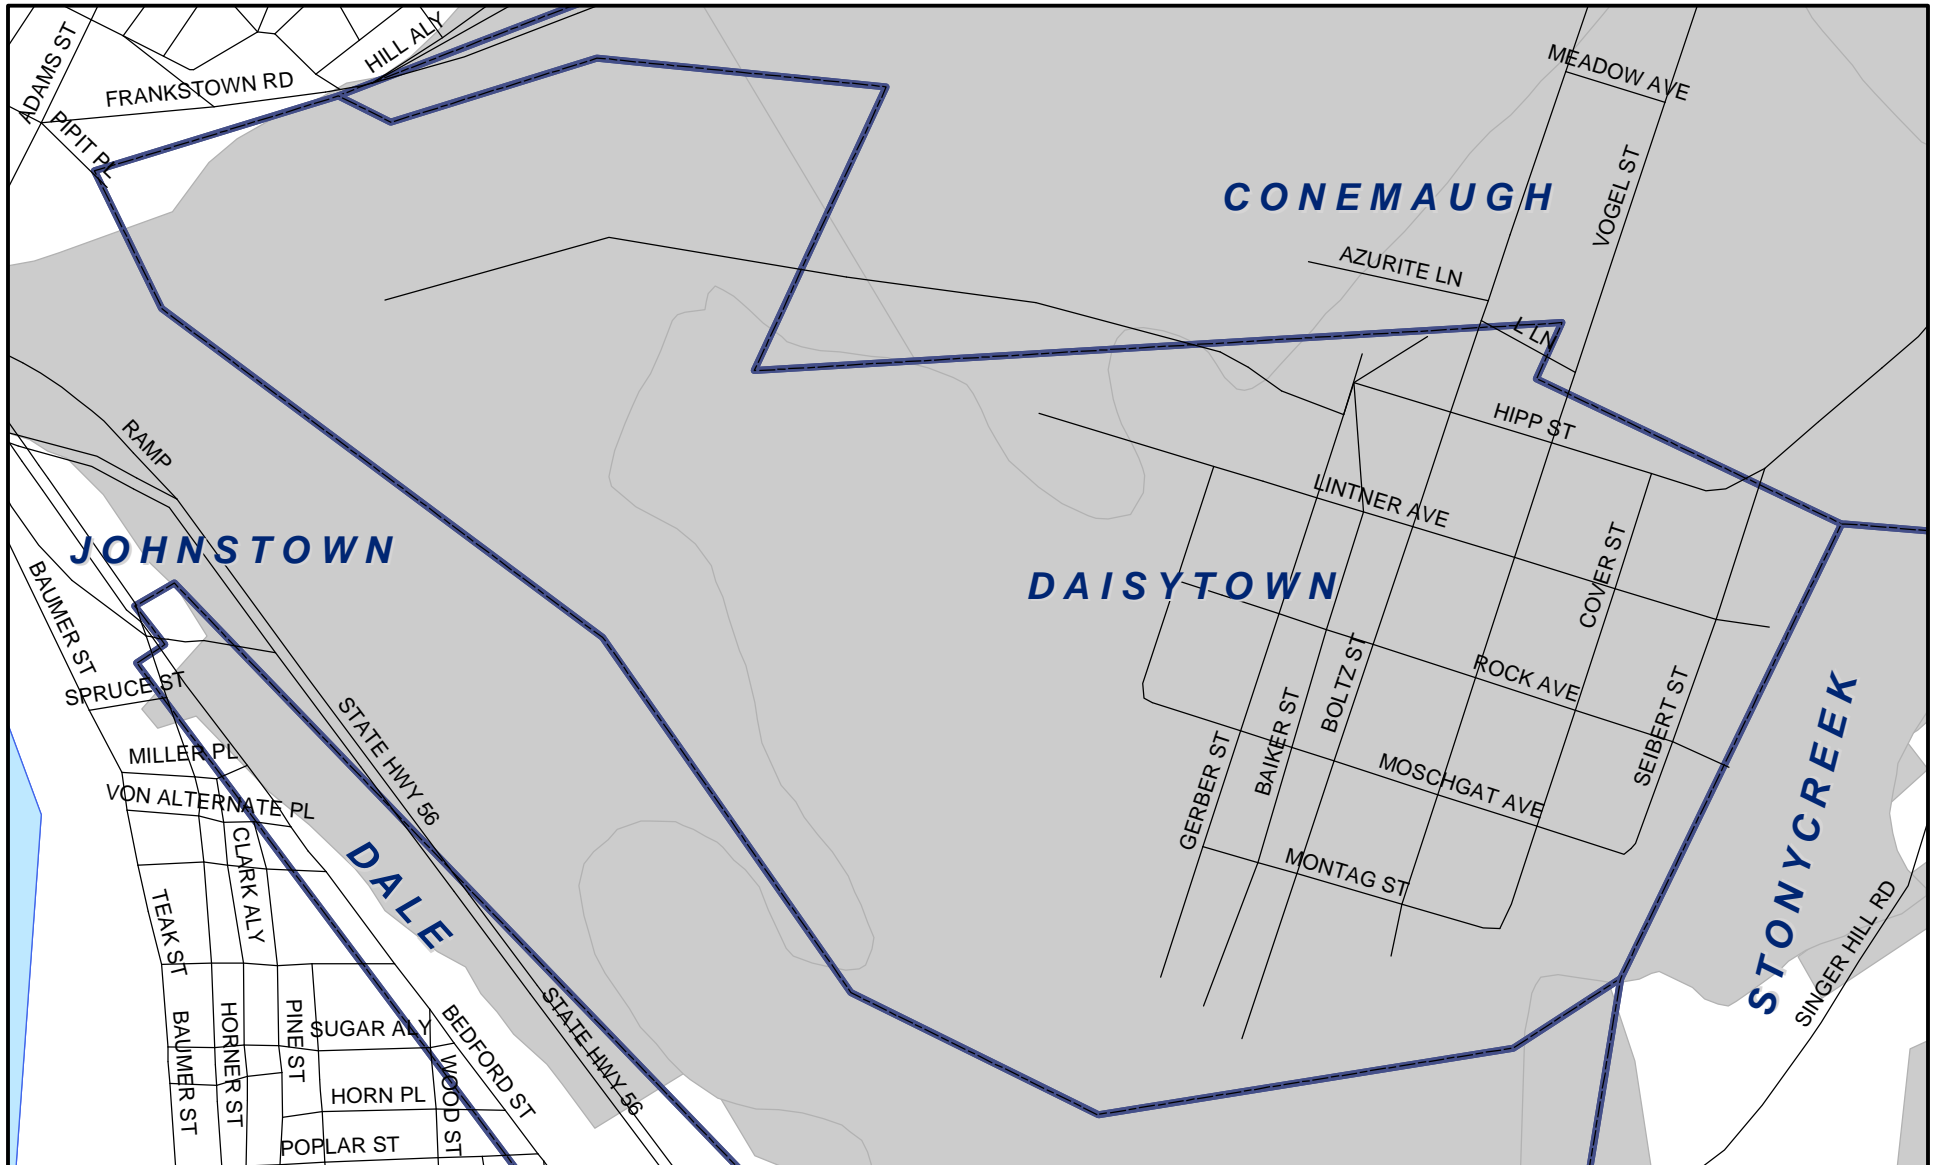 ADAMS ST
HILL ALY
FRANKSTOWN RD
PIPIT PL
MEADOW AVE
VOGEL ST
CONEMAUGH
AZURITE LN
L LN
HIPP ST
RAMP
LINTNER AVE
JOHNSTOWN
DAISYTOWN
COVER ST
BAUMER ST
SPRUCE ST
BOLTZ ST
ROCK AVE
SEIBERT ST
STATE HWY 56
BAIKER ST
GERBER ST
MILLER PL
MOSCHGAT AVE
VON ALTERNATE PL
STONYCREEK
CLARK ALY
DALE
MONTAG ST
TEAK ST
SINGER HILL RD
STATE HWY 56
BEDFORD ST
BAUMER ST
HORNER ST
PINE ST
SUGAR ALY
WOOD ST
HORN PL
POPLAR ST